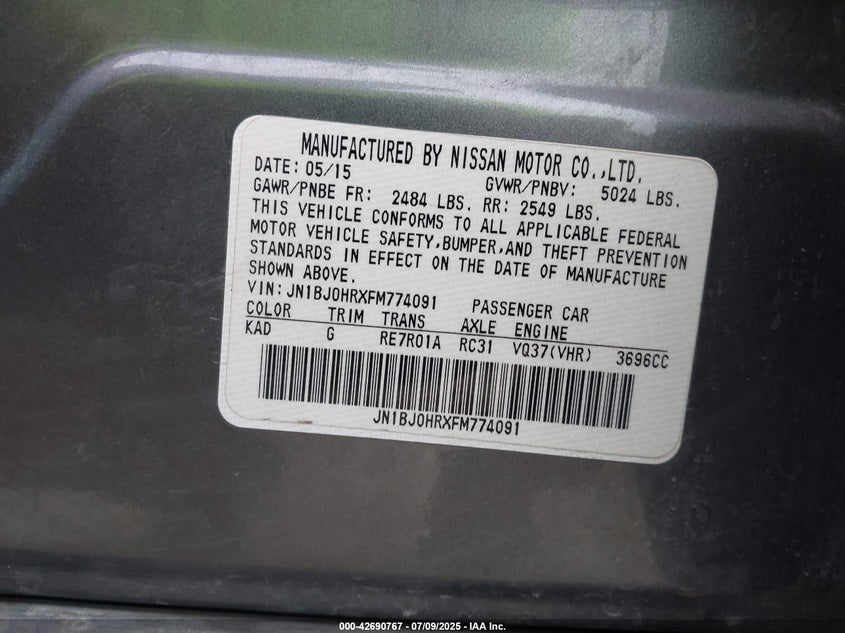 MANUFACTURED BY NISSAN MOTOR CO.,LTD.
DATE: 05/15 GVWR/PNBV: 5024 LBS.
GAWR/PNBE FR: 2484 LBS. RR: 2549 LBS.
THIS VEHICLE CONFORMS TO ALL APPLICABLE FEDERAL
MOTOR VEHICLE SAFETY,BUMPER,AND THEFT PREVENTION
STANDARDS IN EFFECT ON THE DATE OF MANUFACTURE
SHOWN ABOVE.
VIN: JN1BJ0HRXFM774091 PASSENGER CAR
COLOR TRIM TRANS AXLE ENGINE
KAD G RE7R01A RC31 VQ37(VHR) 3696CC
JN1BJ0HRXFM774091
000-42690767 - 07/09/2025 - IAA Inc.